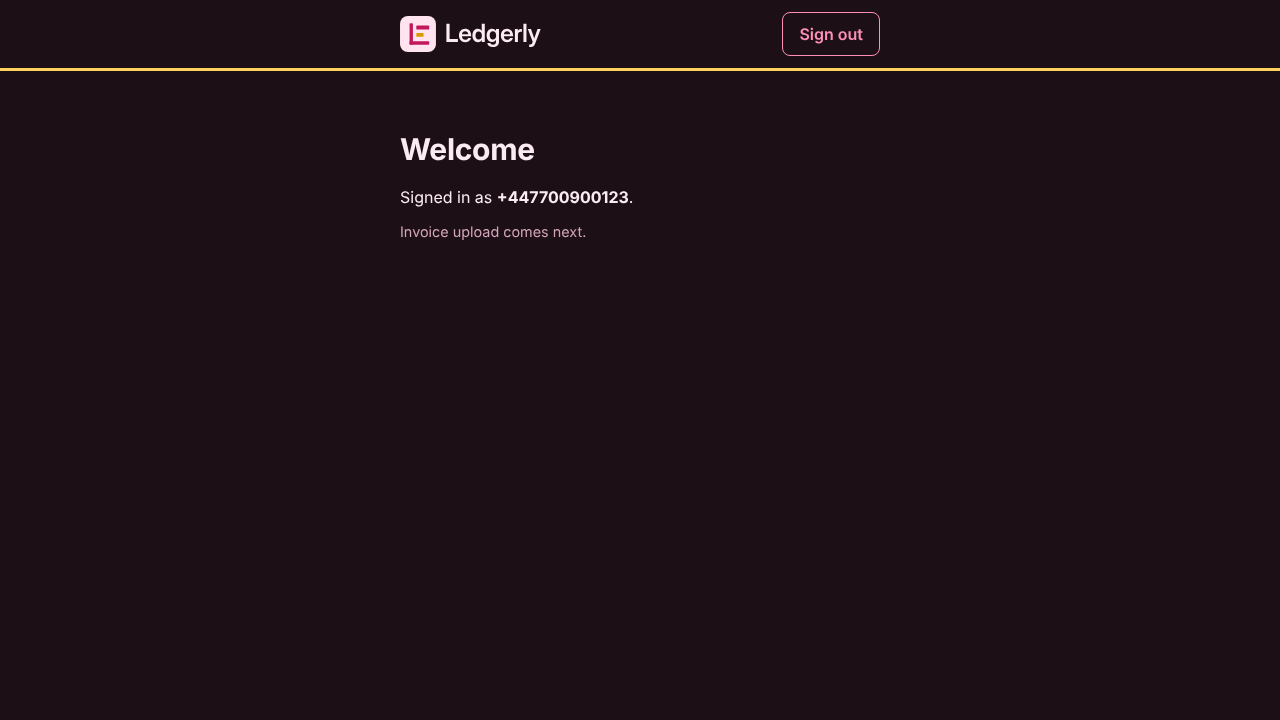 Ledgerly
Sign out
Welcome
Signed in as +447700900123.
Invoice upload comes next.